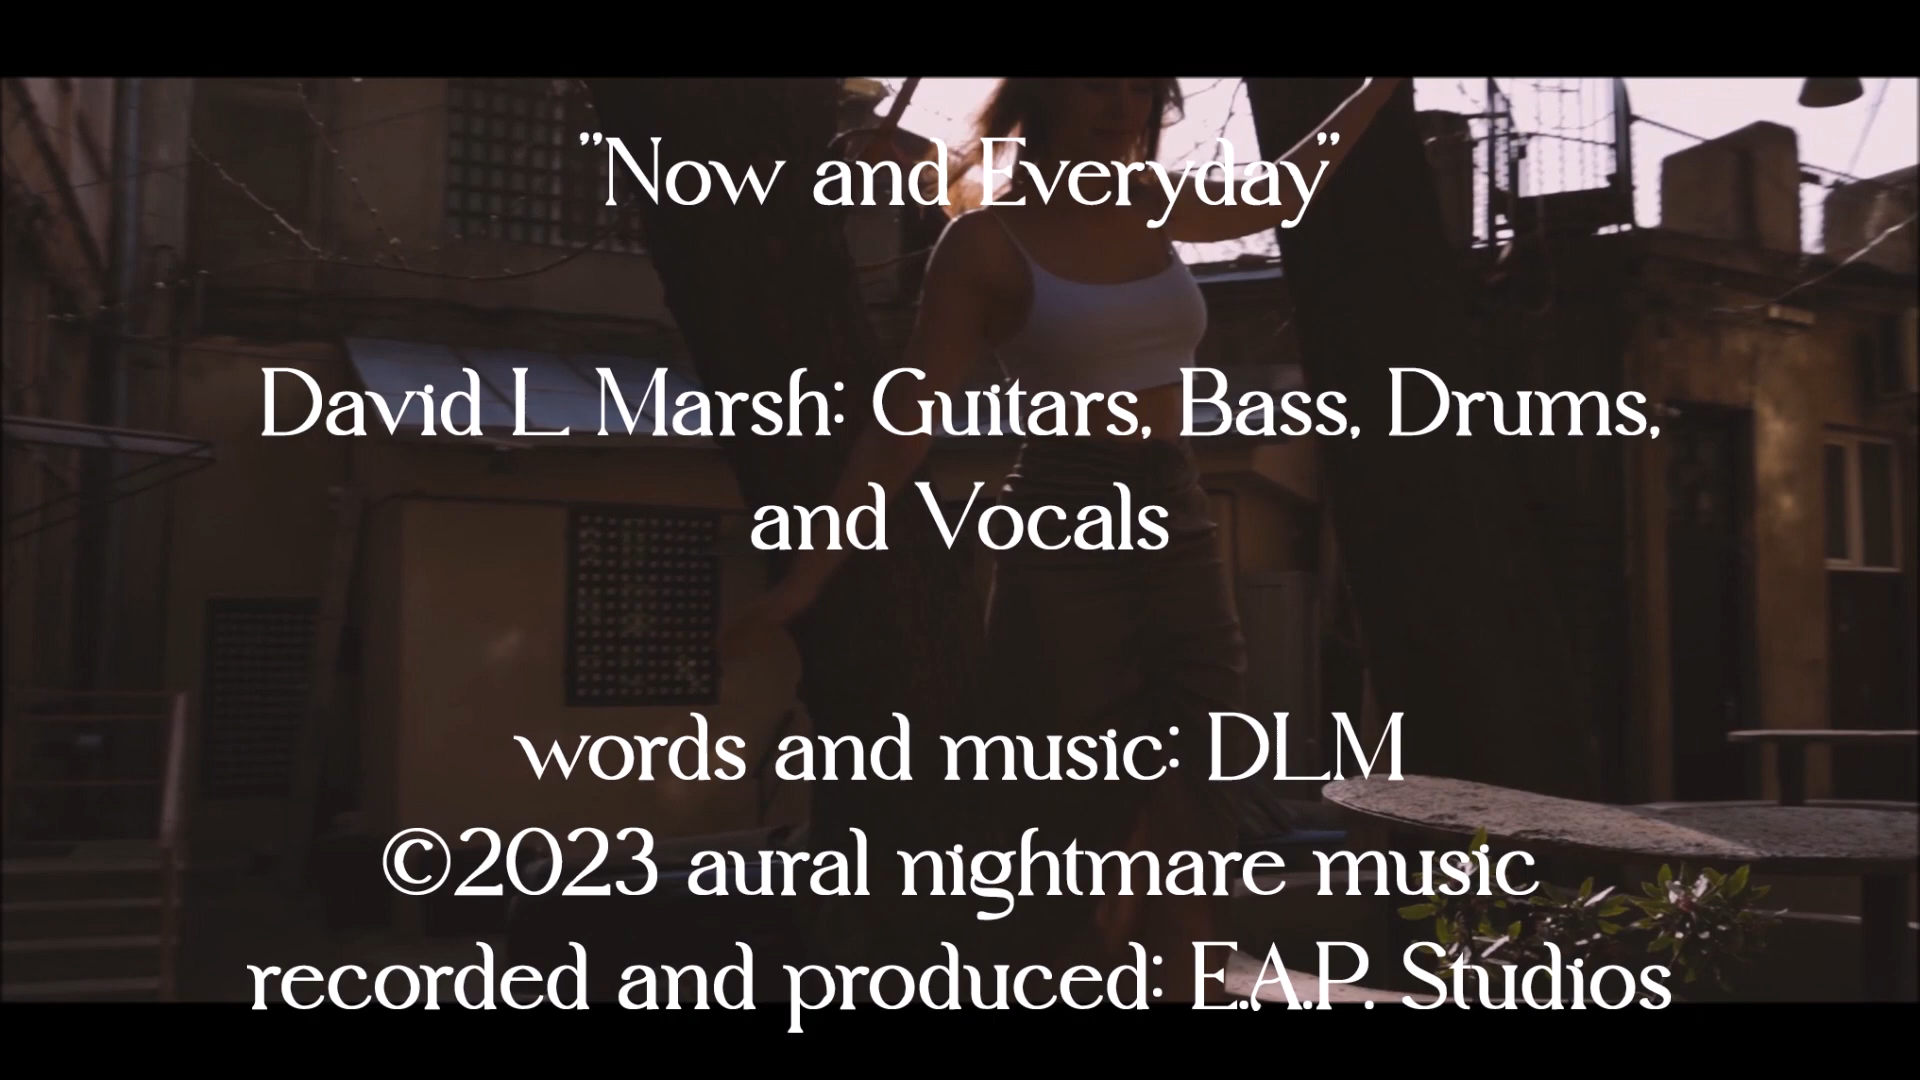 "Now and Everyday"
David L Marsh: Guitars, Bass, Drums,
and Vocals
words and music: DLM
©2023 aural nightmare music
recorded and produced: E.A.P. Studios